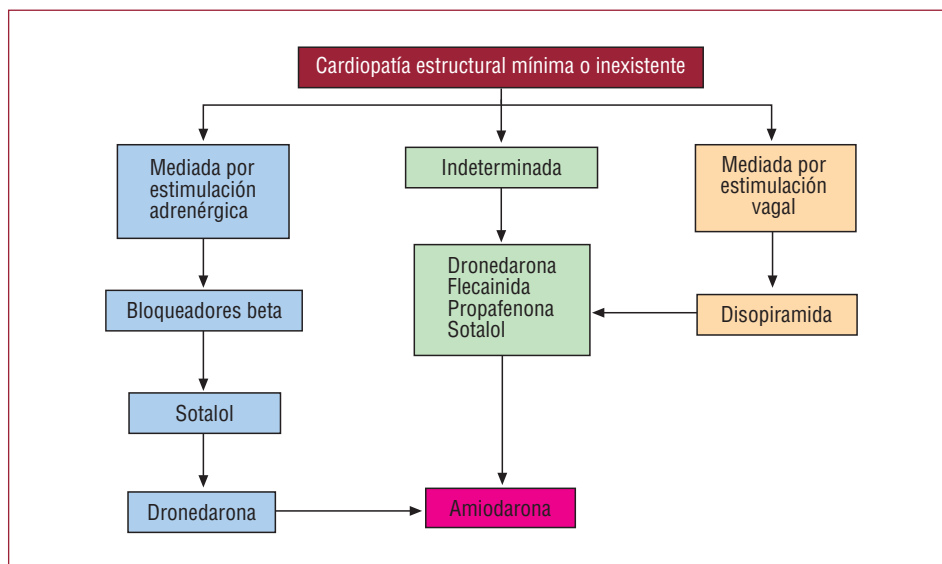 Cardiopatía estructural mínima o inexistente
Mediada por
estimulación
adrenérgica
Indeterminada
Mediada por
estimulación
vagal
Dronedarona
Flecainida
Propafenona
Sotalol
Bloqueadores beta
Disopiramida
Sotalol
Dronedarona
Amiodarona